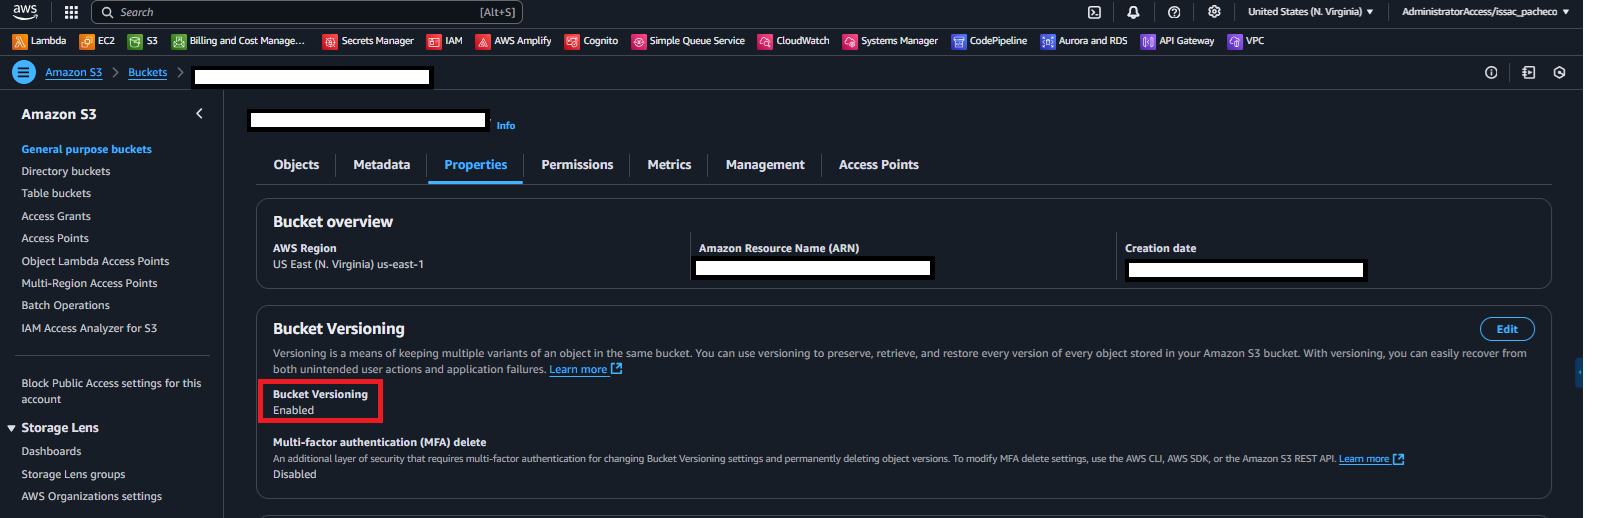 aws Search [Alt+S] United States (N. Virginia) ▼ AdministratorAccess/issac_pacheco ▼
Lambda EC2 S3 Billing and Cost Manage... Secrets Manager IAM AWS Amplify Cognito Simple Queue Service CloudWatch Systems Manager CodePipeline Aurora and RDS API Gateway VPC
Amazon S3 > Buckets >
Amazon S3
General purpose buckets
Directory buckets
Table buckets
Access Grants
Access Points
Object Lambda Access Points
Multi-Region Access Points
Batch Operations
IAM Access Analyzer for S3
Block Public Access settings for this
account
Storage Lens
Dashboards
Storage Lens groups
AWS Organizations settings
Info
Objects Metadata Properties Permissions Metrics Management Access Points
Bucket overview
AWS Region
US East (N. Virginia) us-east-1
Amazon Resource Name (ARN)
Creation date
Bucket Versioning
Edit
Versioning is a means of keeping multiple variants of an object in the same bucket. You can use versioning to preserve, retrieve, and restore every version of every object stored in your Amazon S3 bucket. With versioning, you can easily recover from
both unintended user actions and application failures. Learn more
Bucket Versioning
Enabled
Multi-factor authentication (MFA) delete
An additional layer of security that requires multi-factor authentication for changing Bucket Versioning settings and permanently deleting object versions. To modify MFA delete settings, use the AWS CLI, AWS SDK, or the Amazon S3 REST API. Learn more
Disabled